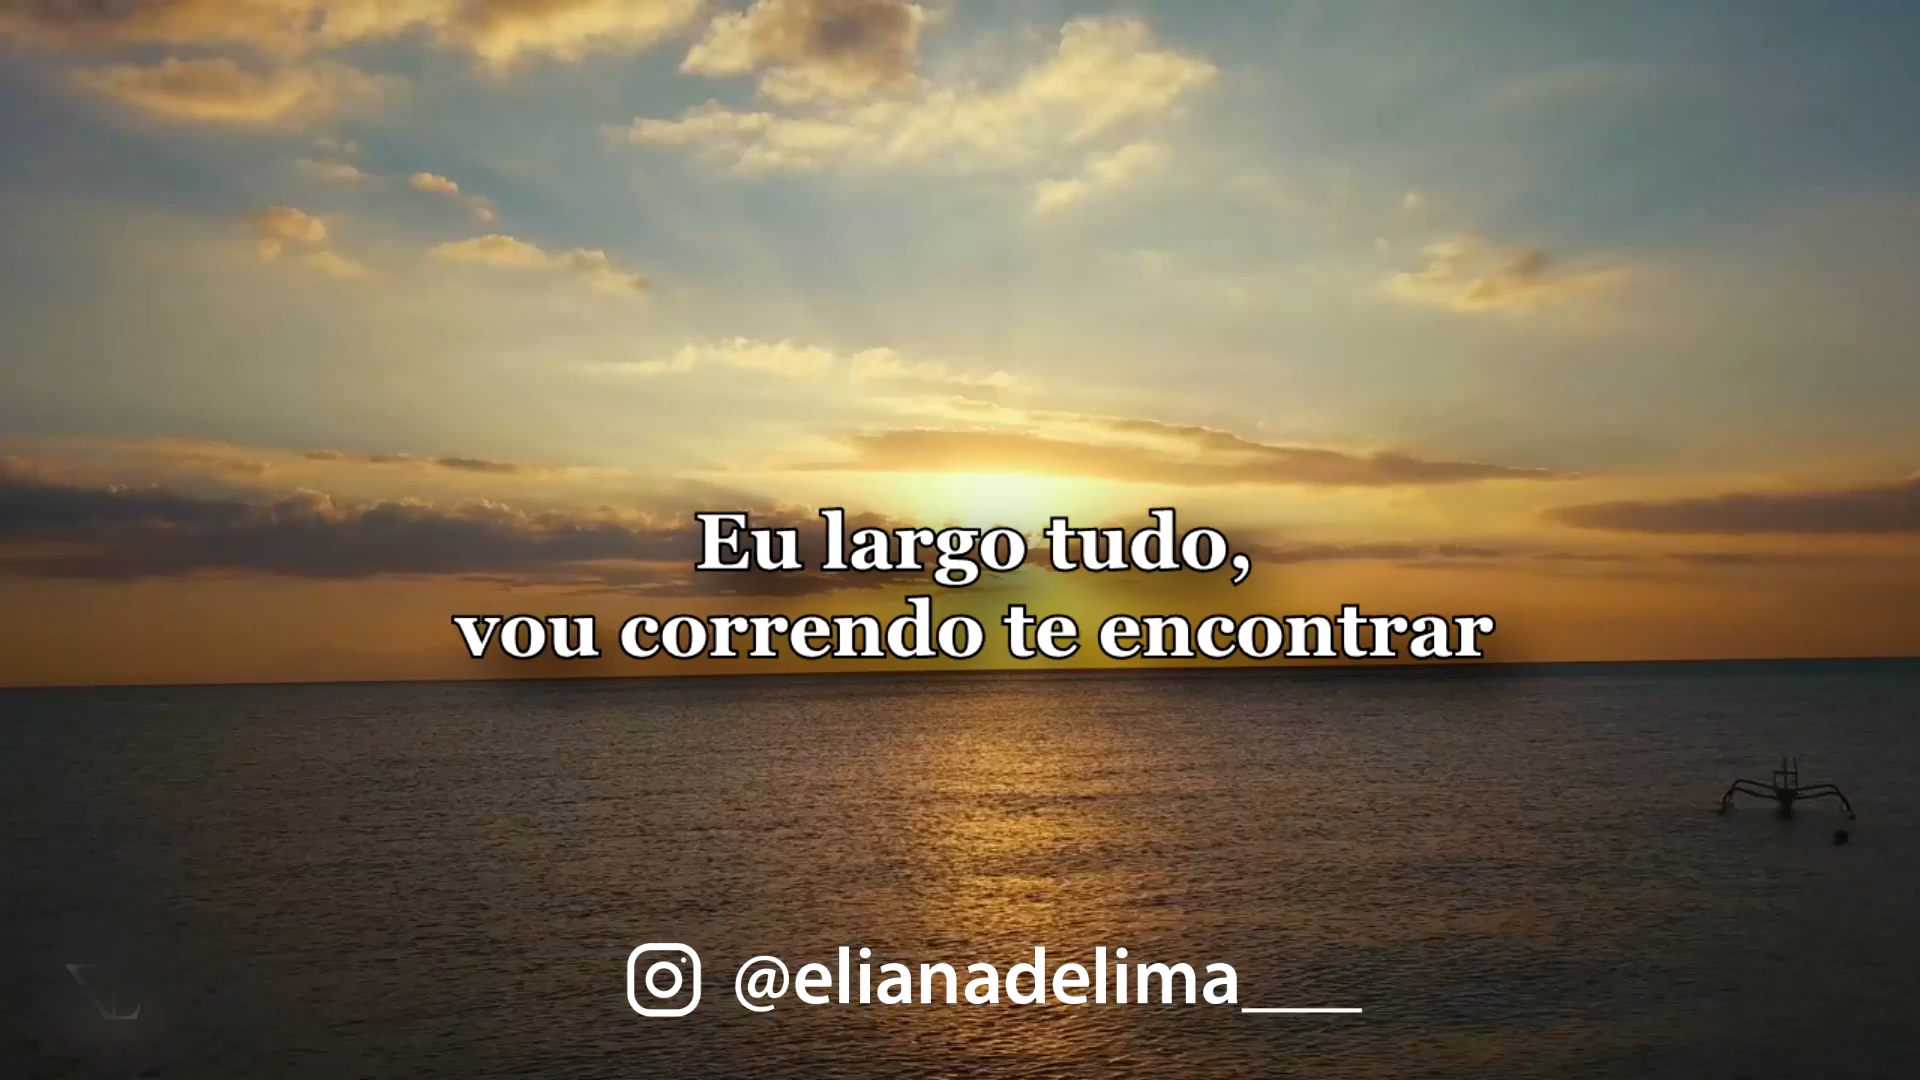 Eu largo tudo,
vou correndo te encontrar
@elianadelima___